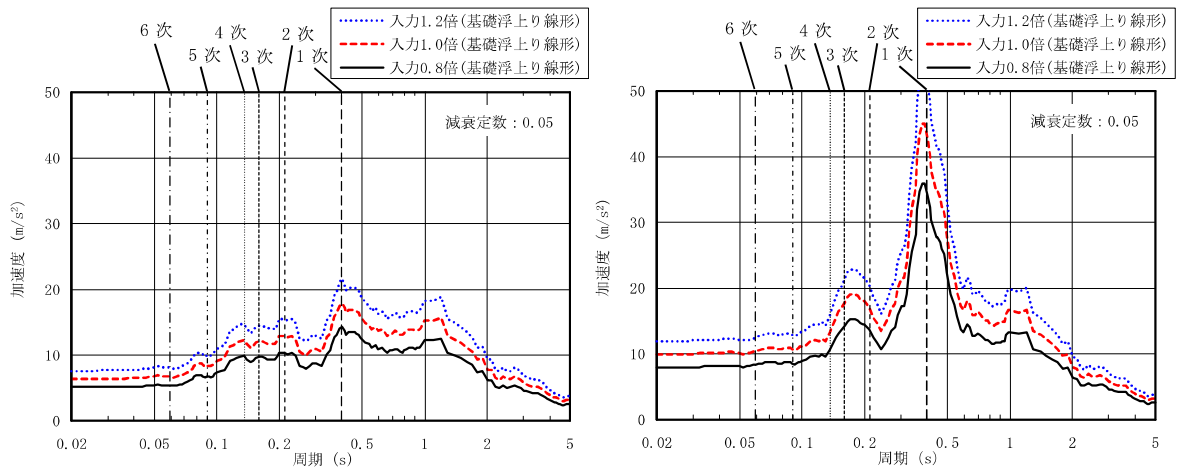 入力1.2倍(基礎浮上り線形)
入力1.0倍(基礎浮上り線形)
入力0.8倍(基礎浮上り線形)
6 次
5 次
4 次
3 次
2 次
1 次
減衰定数：0.05
加速度 (m/s²)
50
40
30
20
10
0
0.02
0.05
0.1
0.2
0.5
1
2
5
周期 (s)
入力1.2倍(基礎浮上り線形)
入力1.0倍(基礎浮上り線形)
入力0.8倍(基礎浮上り線形)
6 次
5 次
4 次
3 次
2 次
1 次
減衰定数：0.05
加速度 (m/s²)
50
40
30
20
10
0
0.02
0.05
0.1
0.2
0.5
1
2
5
周期 (s)